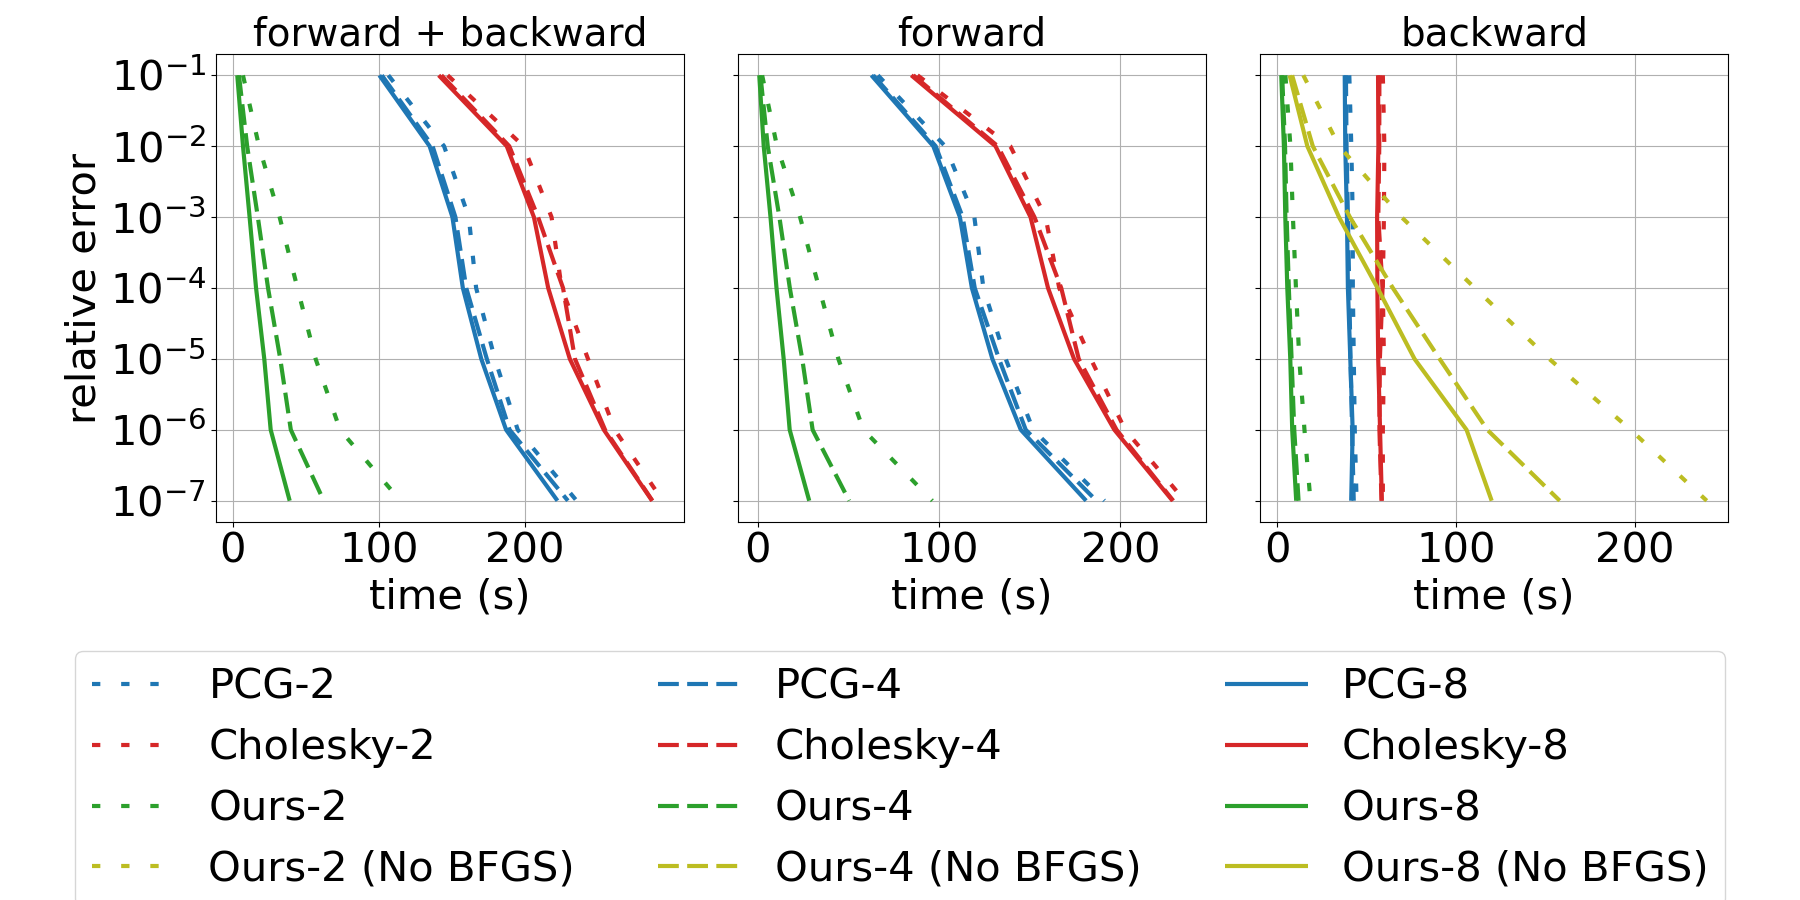 forward + backward forward backward
10⁻¹
10⁻²
10⁻³
10⁻⁴
10⁻⁵
10⁻⁶
10⁻⁷
relative error
0 100 200 0 100 200 0 100 200
time (s) time (s) time (s)
PCG-2 PCG-4 PCG-8
Cholesky-2 Cholesky-4 Cholesky-8
Ours-2 Ours-4 Ours-8
Ours-2 (No BFGS) Ours-4 (No BFGS) Ours-8 (No BFGS)